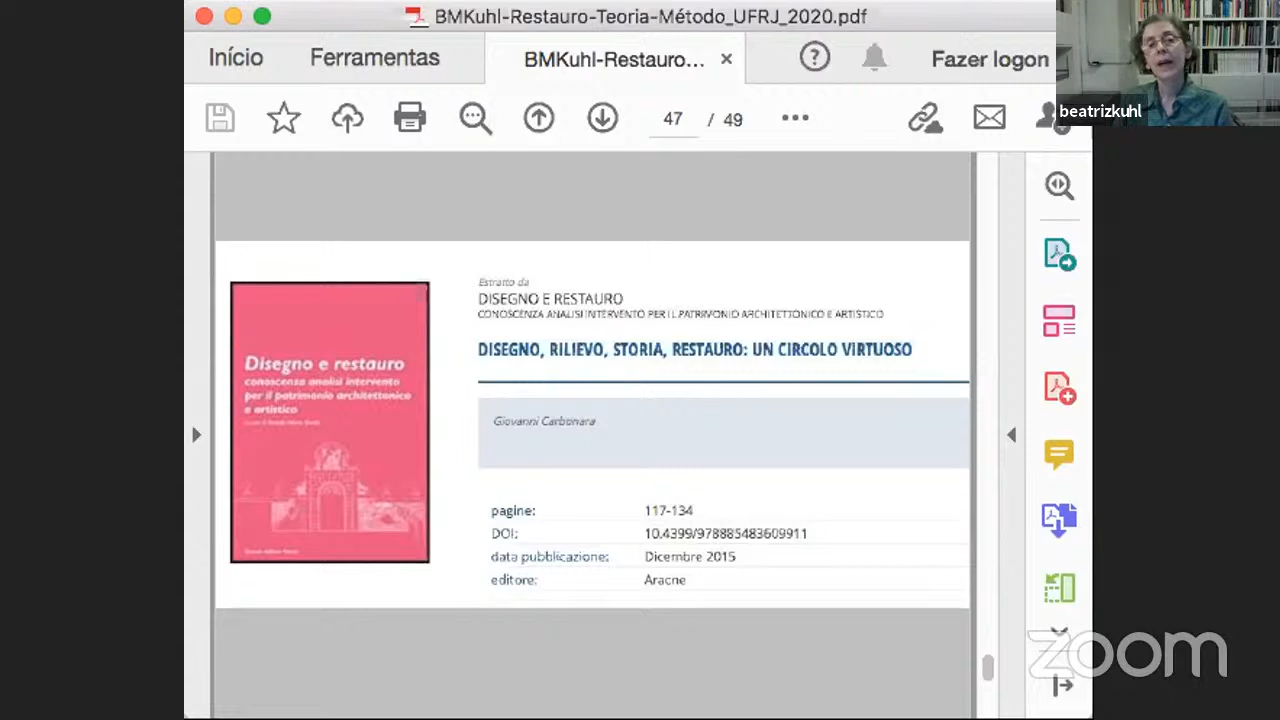 BMKuhl-Restauro-Teoria-Método_UFRJ_2020.pdf
Início
Ferramentas
BMKuhl-Restauro...
Fazer logon
beatrizkuhl
47 / 49
Estratto da
DISEGNO E RESTAURO
CONOSCENZA ANALISI INTERVENTO PER IL PATRIMONIO ARCHITETTONICO E ARTISTICO
DISEGNO, RILIEVO, STORIA, RESTAURO: UN CIRCOLO VIRTUOSO
Giovanni Carbonara
Disegno e restauro
conoscenza analisi intervento
per il patrimonio architettonico
e artistico
pagine: 117-134
DOI: 10.4399/978885483609911
data pubblicazione: Dicembre 2015
editore: Aracne
zoom